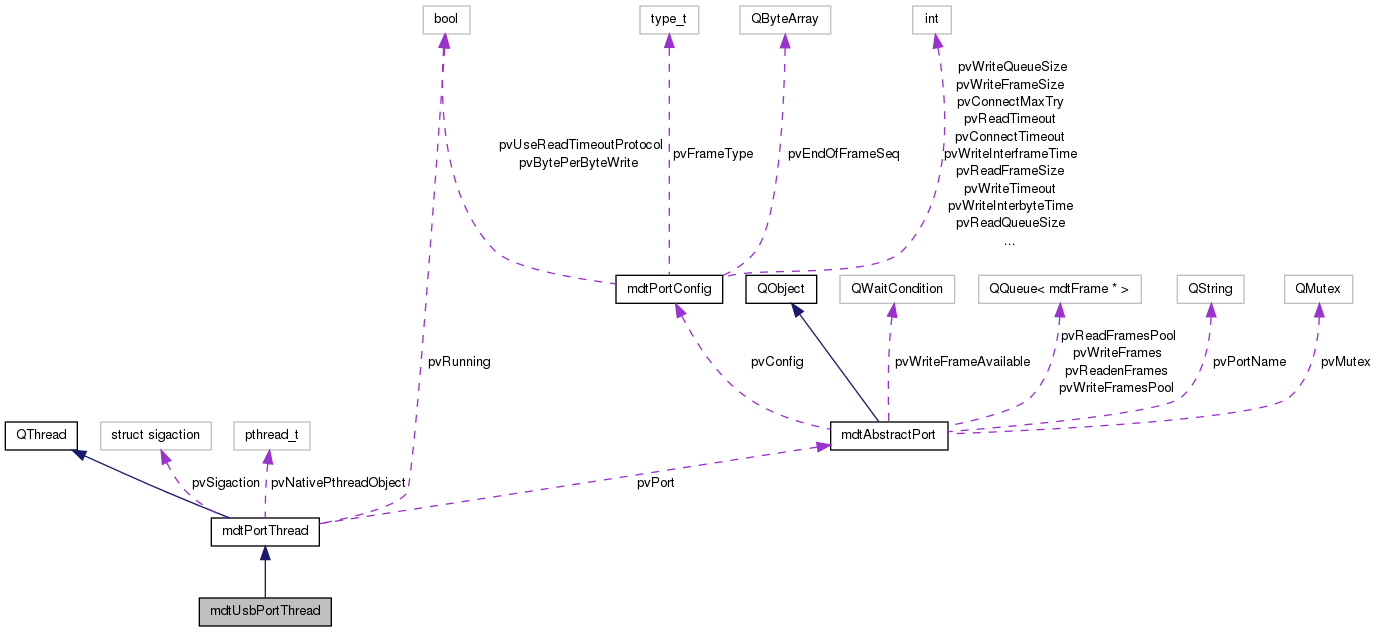 bool
type_t
QByteArray
int
pvWriteQueueSize
pvWriteFrameSize
pvConnectMaxTry
pvReadTimeout
pvConnectTimeout
pvWriteInterframeTime
pvReadFrameSize
pvWriteTimeout
pvWriteInterbyteTime
pvReadQueueSize
...
pvUseReadTimeoutProtocol
pvBytePerByteWrite
pvFrameType
pvEndOfFrameSeq
mdtPortConfig
QObject
QWaitCondition
QQueue< mdtFrame * >
QString
QMutex
pvRunning
pvConfig
pvWriteFrameAvailable
pvReadFramesPool
pvWriteFrames
pvReadenFrames
pvWriteFramesPool
pvPortName
pvMutex
QThread
struct sigaction
pthread_t
mdtAbstractPort
pvSigaction
pvNativePthreadObject
pvPort
mdtPortThread
mdtUsbPortThread